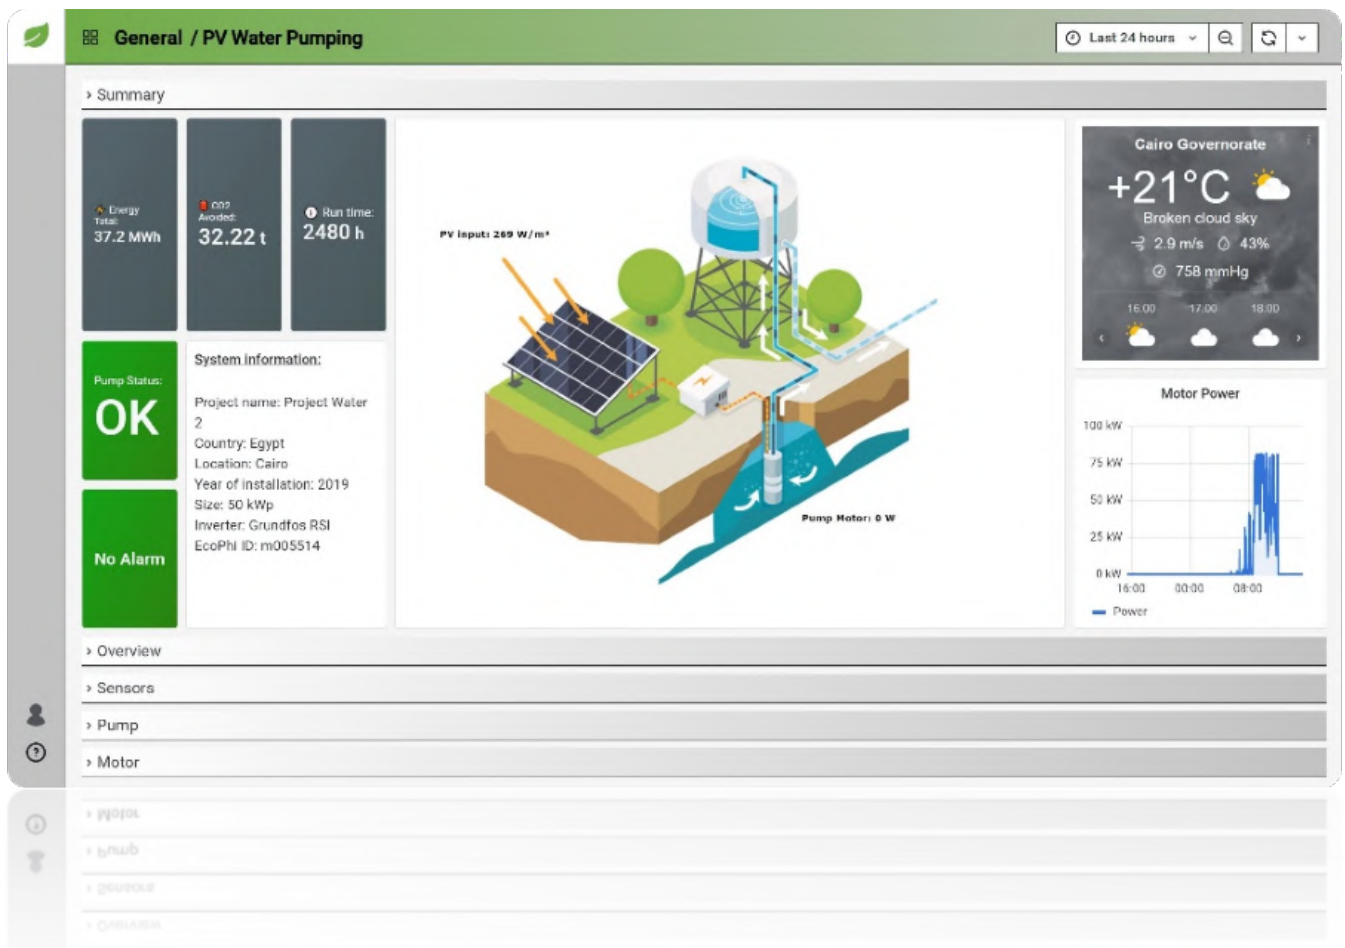 General / PV Water Pumping
Last 24 hours
Summary
Energy
Total:
37.2 MWh
CO2
Avoided:
32.22 t
Run time:
2480 h
Pump Status:
OK
No Alarm
System information:
Project name: Project Water
2
Country: Egypt
Location: Cairo
Year of installation: 2019
Size: 50 kWp
Inverter: Grundfos RSI
EcoPhi ID: m005514
PV input: 269 W/m²
Pump Motor: 0 W
Cairo Governorate
+21°C
Broken cloud sky
2.9 m/s 43%
758 mmHg
16:00 17:00 18:00
Motor Power
100 kW
75 kW
50 kW
25 kW
0 kW
16:00 00:00 08:00
Power
Overview
Sensors
Pump
Motor
Motor
Pump
Sensors
Overview